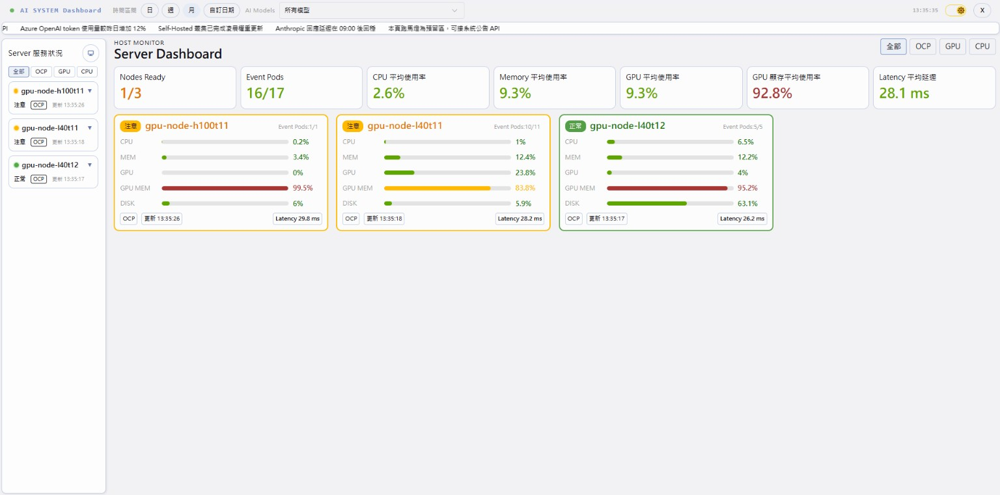 AI SYSTEM Dashboard 時間區間 日 週 月 自訂日期 AI Models 所有模型 13:35:35 X
PI Azure OpenAI token 使用量較昨日增加 12% Self-Hosted 叢集已完成凌晨權重更新 Anthropic 回應延遲在 09:00 後回穩 本頁跑馬燈為預留區，可接系統公告 API
Server 服務狀況
全部 OCP GPU CPU
gpu-node-h100t11 ▼
注意 OCP 更新 13:35:26
gpu-node-l40t11 ▼
注意 OCP 更新 13:35:18
gpu-node-l40t12 ▼
正常 OCP 更新 13:35:17
HOST MONITOR
Server Dashboard
全部 OCP GPU CPU
Nodes Ready
1/3
Event Pods
16/17
CPU 平均使用率
2.6%
Memory 平均使用率
9.3%
GPU 平均使用率
9.3%
GPU 顯存平均使用率
92.8%
Latency 平均延遲
28.1 ms
注意 gpu-node-h100t11 Event Pods:1/1
CPU 0.2%
MEM 3.4%
GPU 0%
GPU MEM 99.5%
DISK 6%
OCP 更新 13:35:26 Latency 29.8 ms
注意 gpu-node-l40t11 Event Pods:10/11
CPU 1%
MEM 12.4%
GPU 23.8%
GPU MEM 83.8%
DISK 5.9%
OCP 更新 13:35:18 Latency 28.2 ms
正常 gpu-node-l40t12 Event Pods:5/5
CPU 6.5%
MEM 12.2%
GPU 4%
GPU MEM 95.2%
DISK 63.1%
OCP 更新 13:35:17 Latency 26.2 ms